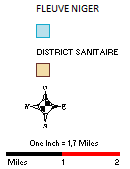 FLEUVE NIGER
DISTRICT SANITAIRE
N
W E
S
One Inch = 1,7 Miles
Miles 1 2